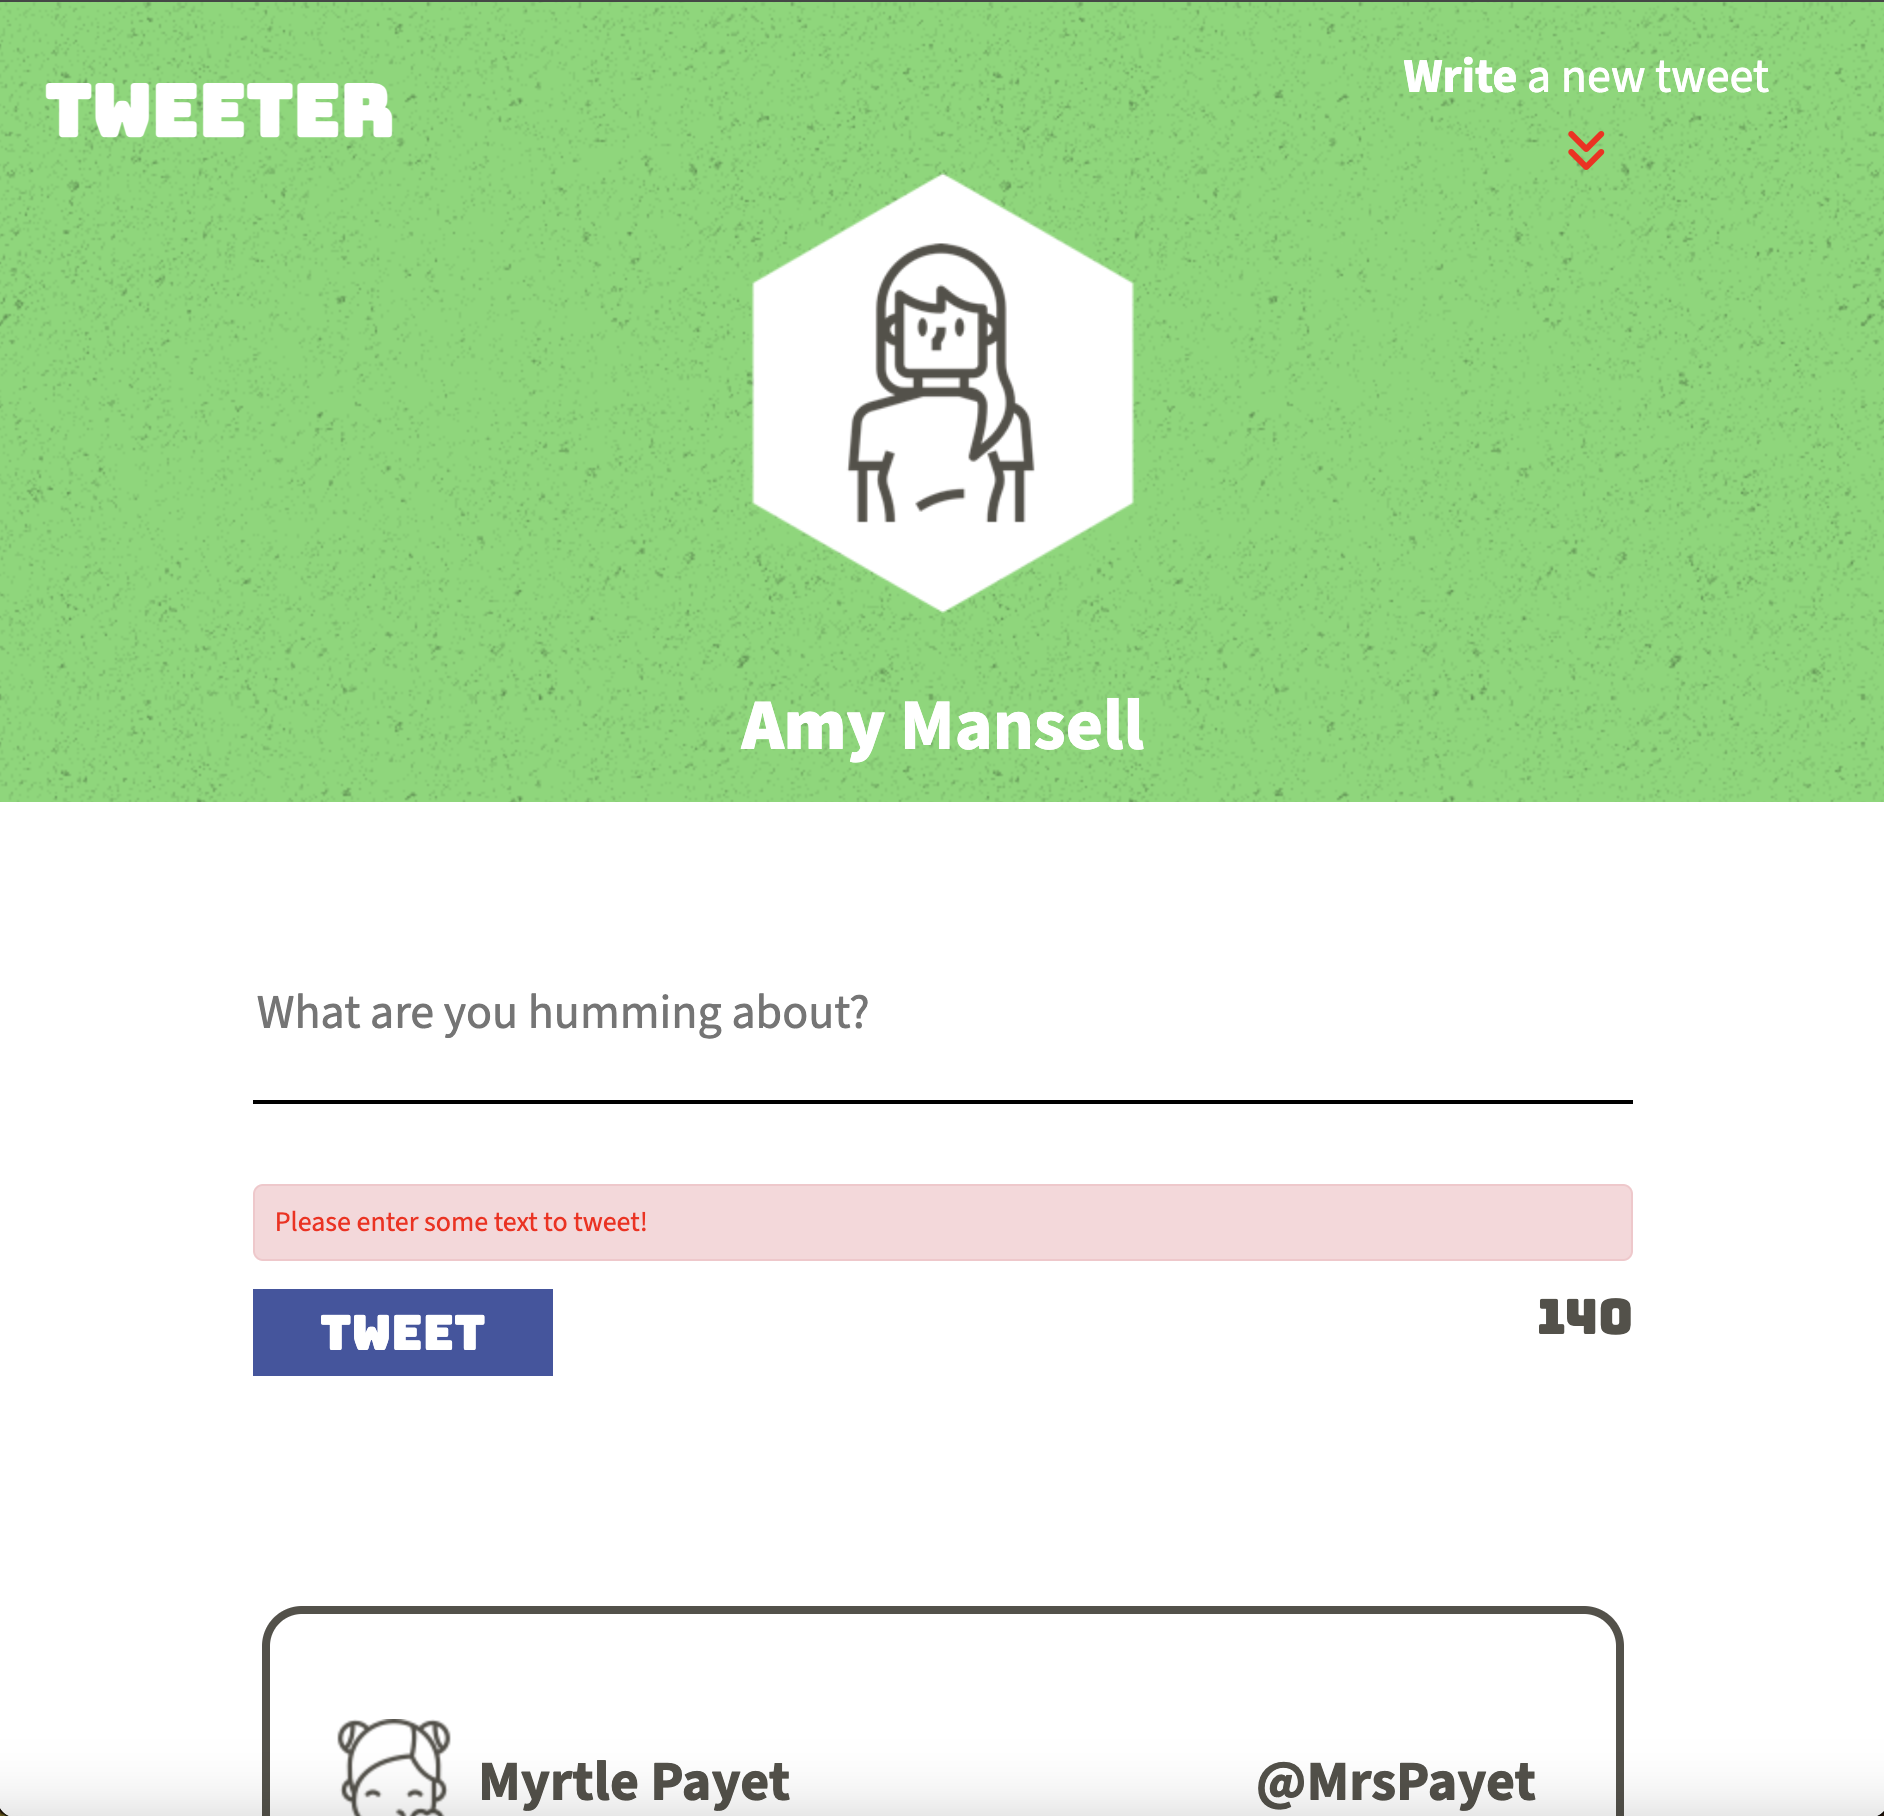 TWEETER
Write a new tweet
Amy Mansell
What are you humming about?
Please enter some text to tweet!
TWEET
140
Myrtle Payet
@MrsPayet